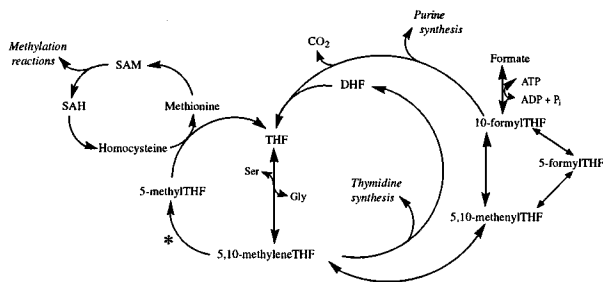 Purine
synthesis
CO2
Methylation
reactions
SAM
SAH
Methionine
Homocysteine
DHF
THF
Formate
ATP
ADP + Pi
10-formylTHF
5-formylTHF
5,10-methenylTHF
Ser
Gly
Thymidine
synthesis
5-methylTHF
*
5,10-methyleneTHF